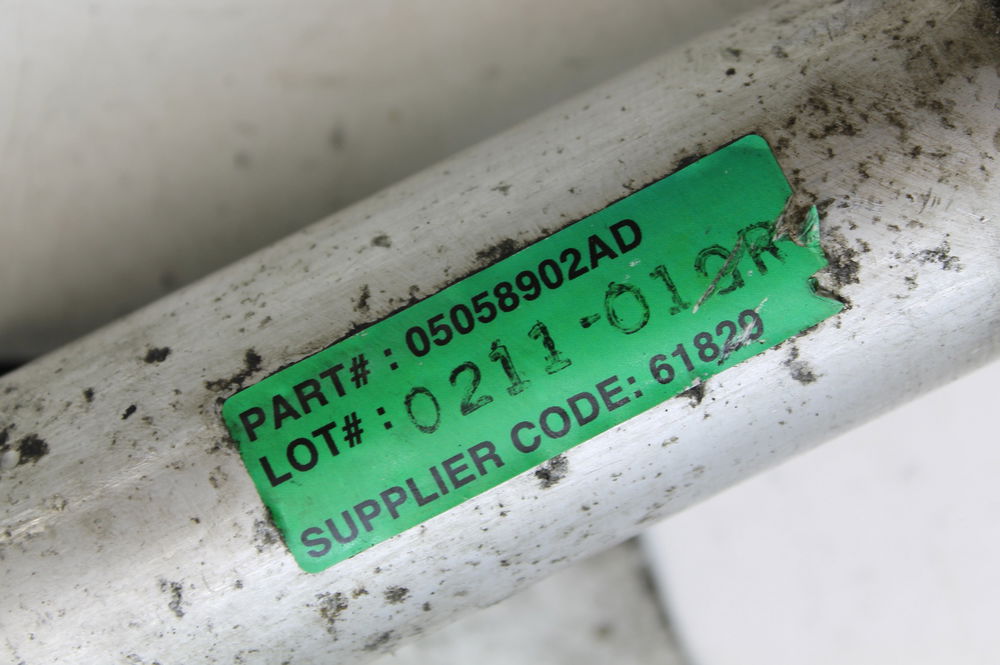 PART# : 05058902AD
LOT# : 0211-012R
SUPPLIER CODE: 61829